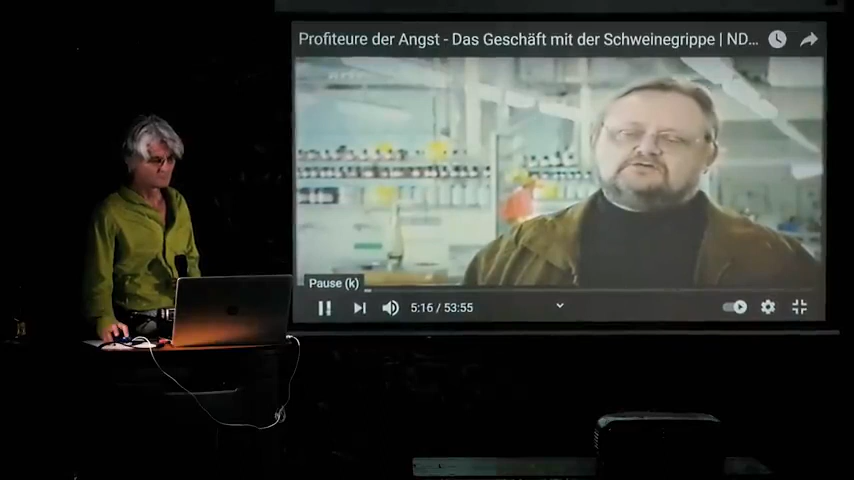 Profiteure der Angst - Das Geschäft mit der Schweinegrippe | ND...
Pause (k)
5:16 / 53:55